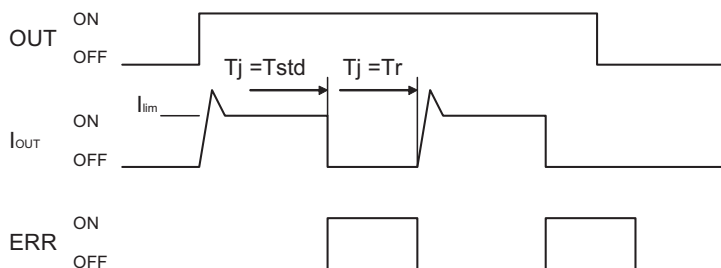 OUT
ON
OFF
Tj =Tstd
Tj =Tr
Ilim
IOUT
ON
OFF
ERR
ON
OFF